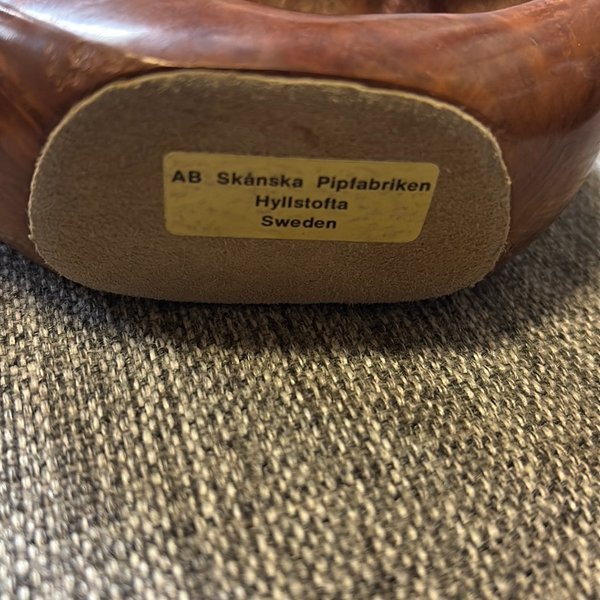 AB Skånska Pipfabriken
Hyllstofta
Sweden